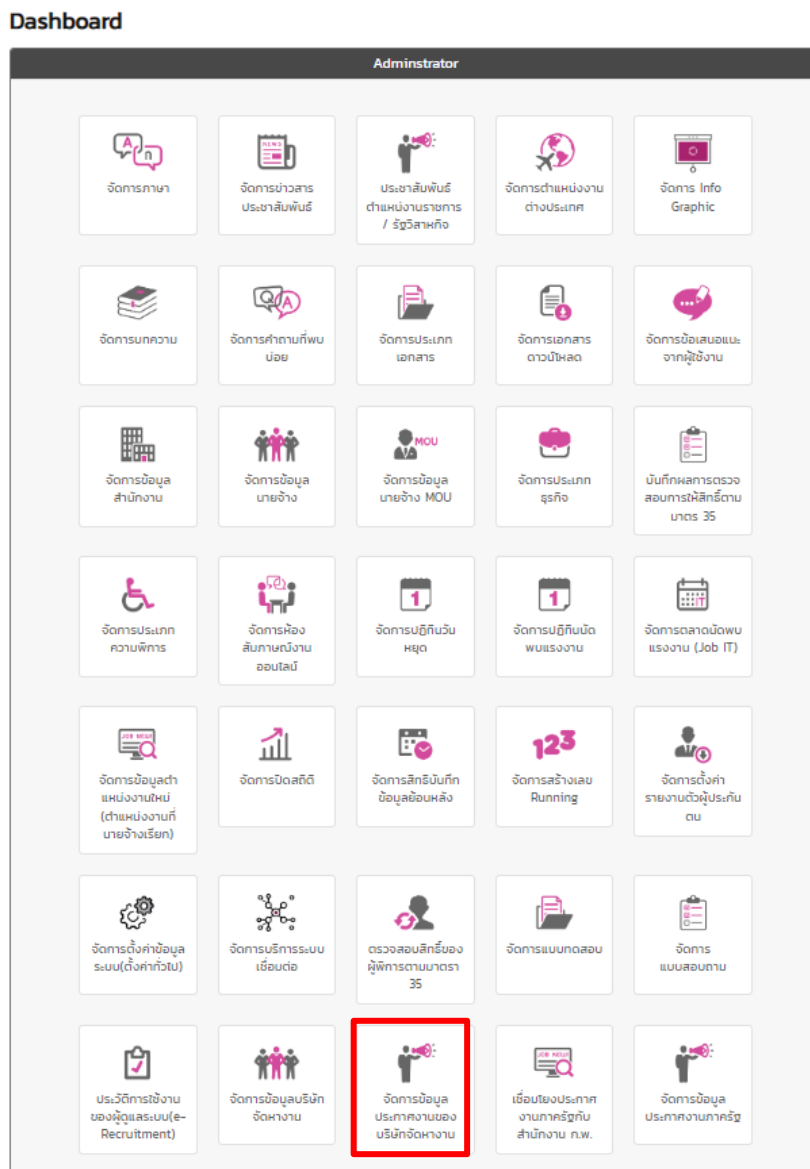 Dashboard
Adminstrator
จัดการภาษา
จัดการข่าวสาร
ประชาสัมพันธ์
ประชาสัมพันธ์
ตำแหน่งงานราชการ
/ รัฐวิสาหกิจ
จัดการตำแหน่งงาน
ต่างประเทศ
จัดการ Info
Graphic
จัดการบทความ
จัดการคำถามที่พบ
บ่อย
จัดการประเภท
เอกสาร
จัดการเอกสาร
ดาวน์โหลด
จัดการข้อเสนอแนะ
จากผู้ใช้งาน
จัดการข้อมูล
สำนักงาน
จัดการข้อมูล
นายจ้าง
MOU
จัดการข้อมูล
นายจ้าง MOU
จัดการประเภท
ธุรกิจ
บันทึกผลการตรวจ
สอบการให้สิทธิ์ตาม
มาตร 35
จัดการประเภท
ความพิการ
จัดการห้อง
สัมภาษณ์งาน
ออนไลน์
จัดการปฏิทินวัน
หยุด
จัดการปฏิทินนัด
พบแรงงาน
จัดการตลาดนัดพบ
แรงงาน (Job IT)
จัดการข้อมูลตำ
แหน่งงานใหม่
(ตำแหน่งงานที่
นายจ้างเรียก)
จัดการปิดสถิติ
จัดการสิทธิบันทึก
ข้อมูลย้อนหลัง
123
จัดการสร้างเลข
Running
จัดการตั้งค่า
รายงานตัวผู้ประกัน
ตน
จัดการตั้งค่าข้อมูล
ระบบ(ตั้งค่าทั่วไป)
จัดการบริการระบบ
เชื่อมต่อ
ตรวจสอบสิทธิ์ของ
ผู้พิการตามมาตรา
35
จัดการแบบทดสอบ
จัดการ
แบบสอบถาม
ประวัติการใช้งาน
ของผู้ดูแลระบบ(e-
Recruitment)
จัดการข้อมูลบริษัท
จัดหางาน
จัดการข้อมูล
ประกาศงานของ
บริษัทจัดหางาน
เชื่อมโยงประกาศ
งานภาครัฐกับ
สำนักงาน ก.พ.
จัดการข้อมูล
ประกาศงานภาครัฐ